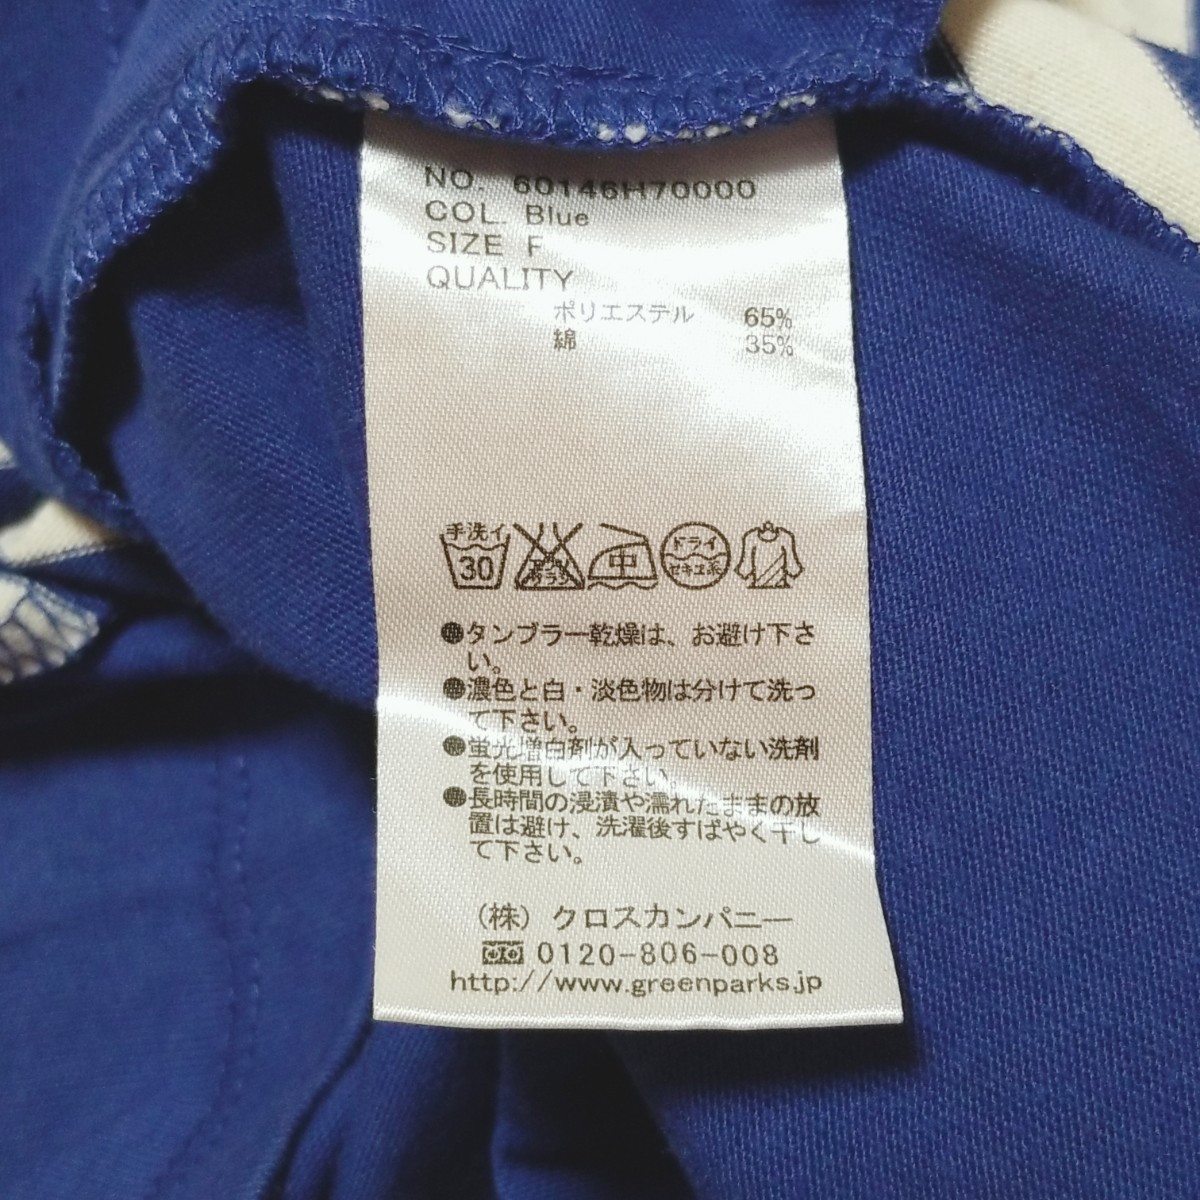 NO. 60146H70000
COL. Blue
SIZE F
QUALITY
ポリエステル 65%
綿 35%
手洗イ 30 エンソサラシ 中 ドライ セキユ系
●タンブラー乾燥は、お避け下さ
い。
●濃色と白・淡色物は分けて洗っ
て下さい。
●蛍光増白剤が入っていない洗剤
を使用して下さい。
●長時間の浸漬や濡れたままの放
置は避け、洗濯後すばやく干し
て下さい。
(株) クロスカンパニー
0120-806-008
http://www.greenparks.jp